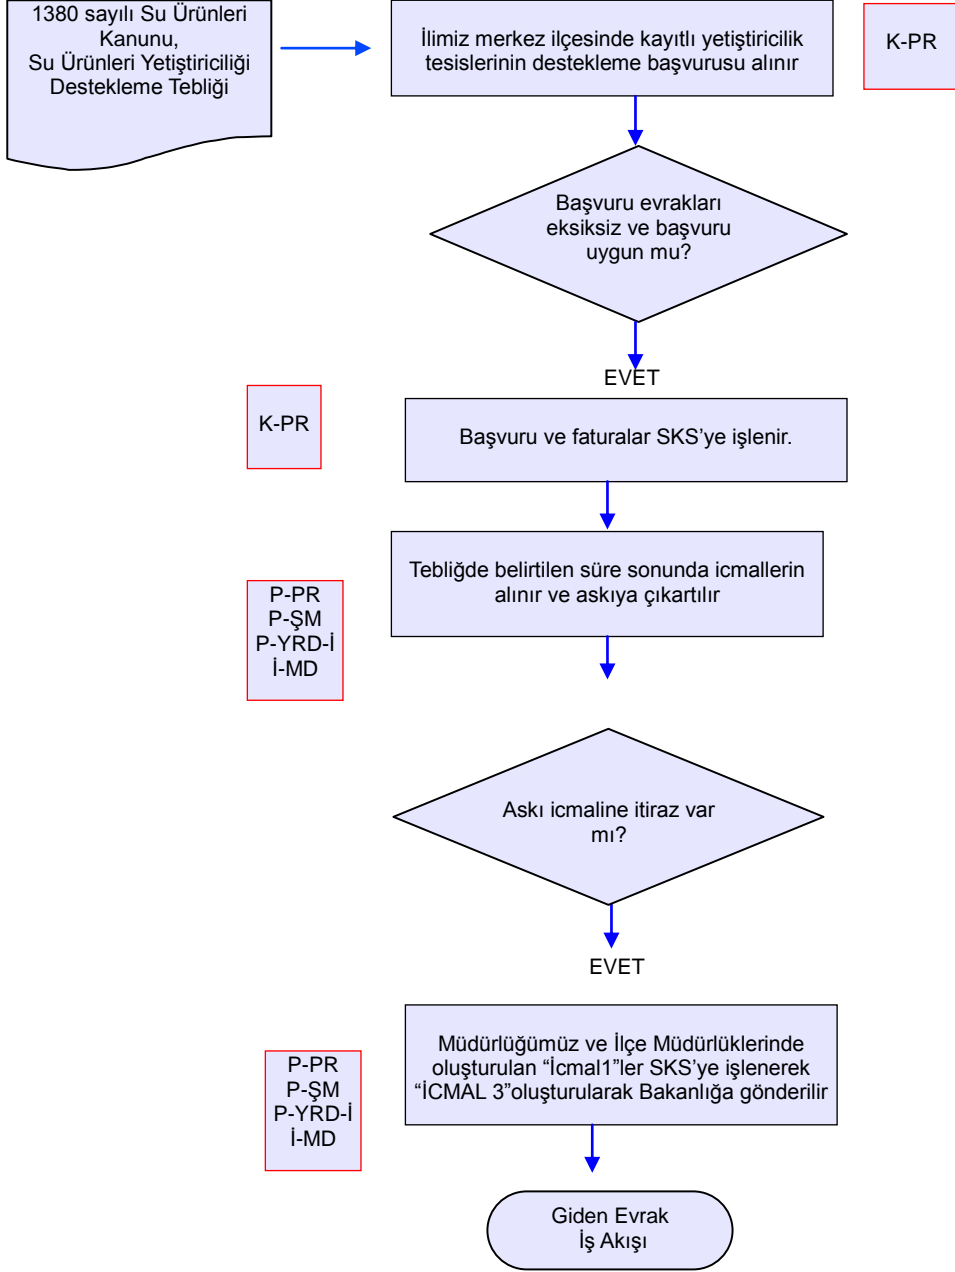 1380 sayılı Su Ürünleri
Kanunu,
Su Ürünleri Yetiştiriciliği
Destekleme Tebliği
İlimiz merkez ilçesinde kayıtlı yetiştiricilik
tesislerinin destekleme başvurusu alınır
K-PR
Başvuru evrakları
eksiksiz ve başvuru
uygun mu?
EVET
K-PR
Başvuru ve faturalar SKS’ye işlenir.
Tebliğde belirtilen süre sonunda icmallerin
alınır ve askıya çıkartılır
P-PR
P-ŞM
P-YRD-İ
İ-MD
Askı icmaline itiraz var
mı?
EVET
Müdürlüğümüz ve İlçe Müdürlüklerinde
oluşturulan “İcmal1”ler SKS’ye işlenerek
“İCMAL 3”oluşturularak Bakanlığa gönderilir
P-PR
P-ŞM
P-YRD-İ
İ-MD
Giden Evrak
İş Akışı